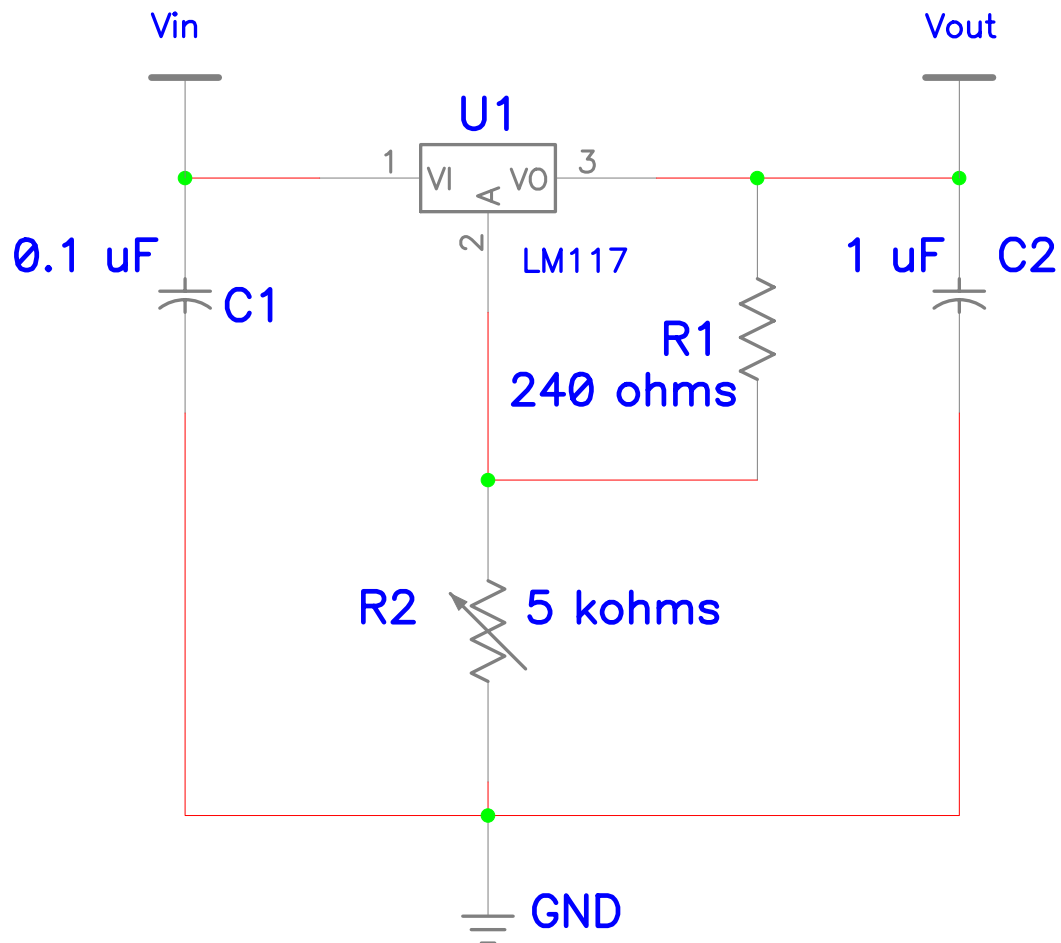 Vin
Vout
U1
1
VI
A
VO
3
2
LM117
0.1 uF
C1
1 uF
C2
R1
240 ohms
R2
5 kohms
GND